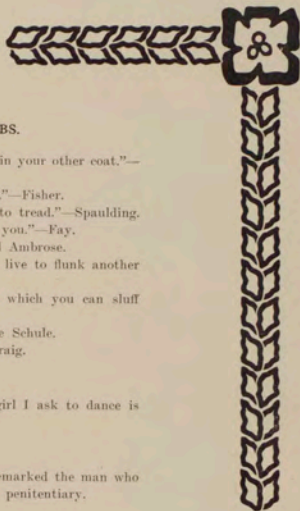 BS.
in your other coat."—
."—Fisher.
to tread."—Spaulding.
you."—Fay.
l Ambrose.
live to flunk another
which you can sluff
e Schule.
raig.
girl I ask to dance is
emarked the man who
penitentiary.